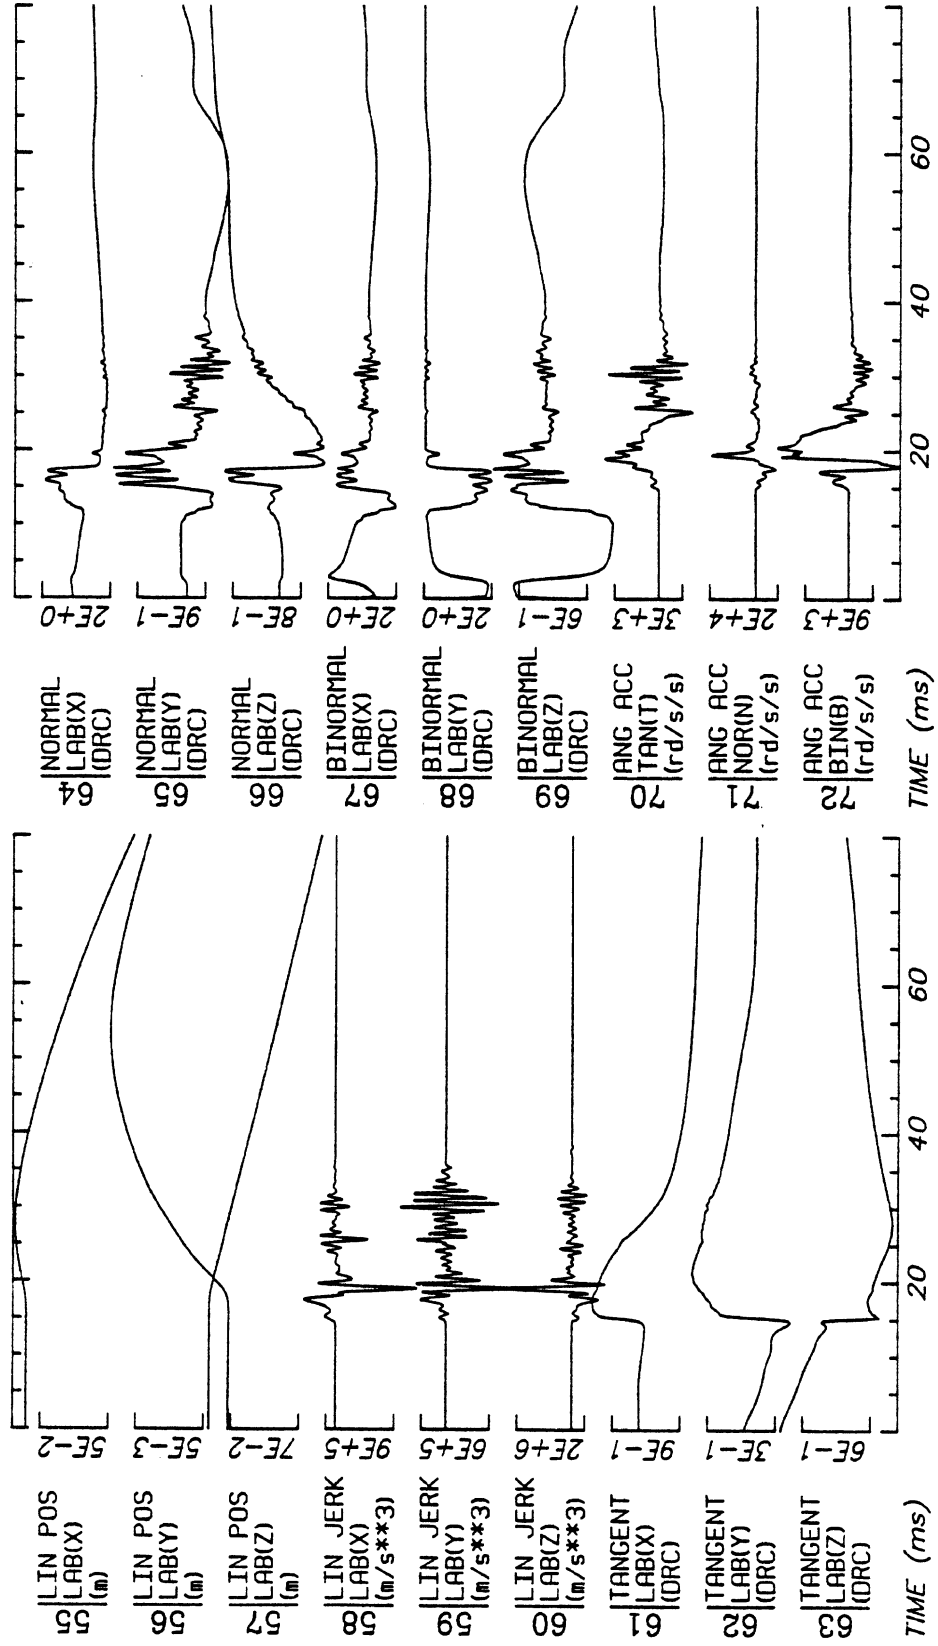 55 LIN POS
LAB(X)
(m)
5E-2
56 LIN POS
LAB(Y)
(m)
5E-3
57 LIN POS
LAB(Z)
(m)
7E-2
58 LIN JERK
LAB(X)
(m/s**3)
9E+5
59 LIN JERK
LAB(Y)
(m/s**3)
6E+5
60 LIN JERK
LAB(Z)
(m/s**3)
2E+6
61 TANGENT
LAB(X)
(DRC)
9E-1
62 TANGENT
LAB(Y)
(DRC)
3E-1
63 TANGENT
LAB(Z)
(DRC)
6E-1
TIME (ms)
20 40 60
64 NORMAL
LAB(X)
(DRC)
2E+0
65 NORMAL
LAB(Y)
(DRC)
9E-1
66 NORMAL
LAB(Z)
(DRC)
8E-1
67 BINORMAL
LAB(X)
(DRC)
2E+0
68 BINORMAL
LAB(Y)
(DRC)
2E+0
69 BINORMAL
LAB(Z)
(DRC)
6E-1
70 ANG ACC
TAN(T)
(rd/s/s)
3E+3
71 ANG ACC
NOR(N)
(rd/s/s)
2E+4
72 ANG ACC
BIN(B)
(rd/s/s)
9E+3
TIME (ms)
20 40 60